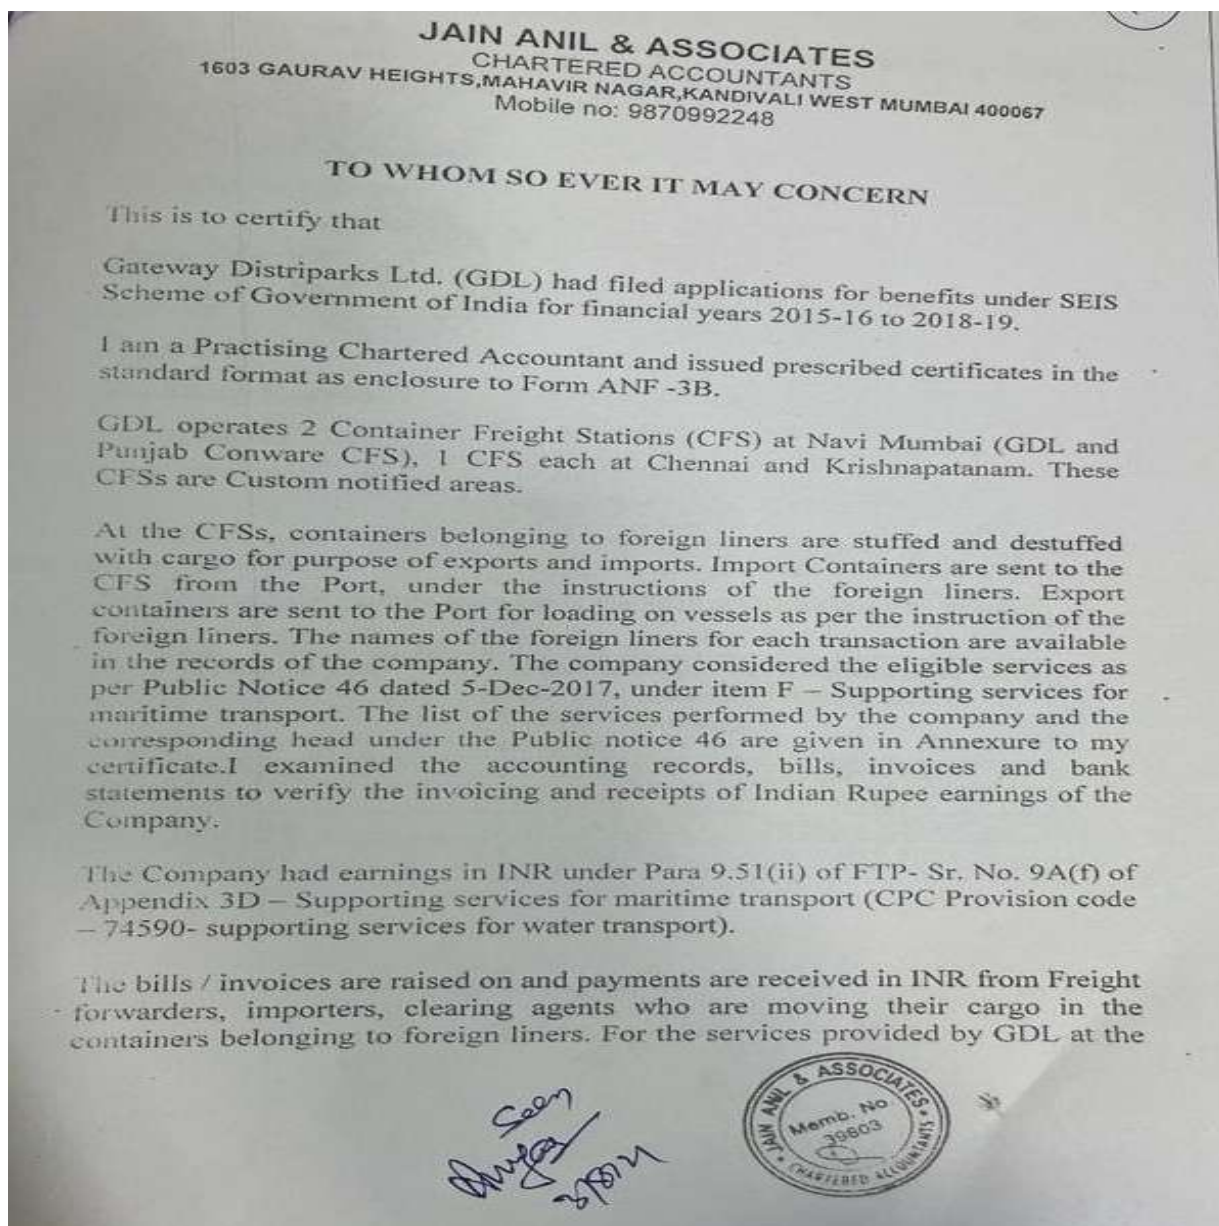 JAIN ANIL & ASSOCIATES
CHARTERED ACCOUNTANTS
1603 GAURAV HEIGHTS,MAHAVIR NAGAR,KANDIVALI WEST MUMBAI 400067
Mobile no: 9870992248
TO WHOM SO EVER IT MAY CONCERN
This is to certify that
Gateway Distriparks Ltd. (GDL) had filed applications for benefits under SEIS
Scheme of Government of India for financial years 2015-16 to 2018-19.
I am a Practising Chartered Accountant and issued prescribed certificates in the
standard format as enclosure to Form ANF -3B.
GDL operates 2 Container Freight Stations (CFS) at Navi Mumbai (GDL and
Punjab Conware CFS), 1 CFS each at Chennai and Krishnapatanam. These
CFSs are Custom notified areas.
At the CFSs, containers belonging to foreign liners are stuffed and destuffed
with cargo for purpose of exports and imports. Import Containers are sent to the
CFS from the Port, under the instructions of the foreign liners. Export
containers are sent to the Port for loading on vessels as per the instruction of the
foreign liners. The names of the foreign liners for each transaction are available
in the records of the company. The company considered the eligible services as
per Public Notice 46 dated 5-Dec-2017, under item F – Supporting services for
maritime transport. The list of the services performed by the company and the
corresponding head under the Public notice 46 are given in Annexure to my
certificate.I examined the accounting records, bills, invoices and bank
statements to verify the invoicing and receipts of Indian Rupee earnings of the
Company.
The Company had earnings in INR under Para 9.51(ii) of FTP- Sr. No. 9A(f) of
Appendix 3D – Supporting services for maritime transport (CPC Provision code
– 74590- supporting services for water transport).
The bills / invoices are raised on and payments are received in INR from Freight
forwarders, importers, clearing agents who are moving their cargo in the
containers belonging to foreign liners. For the services provided by GDL at the
Seen
JAIN ANIL & ASSOCIATES
Memb. No
39803
CHARTERED ACCOUNTANTS